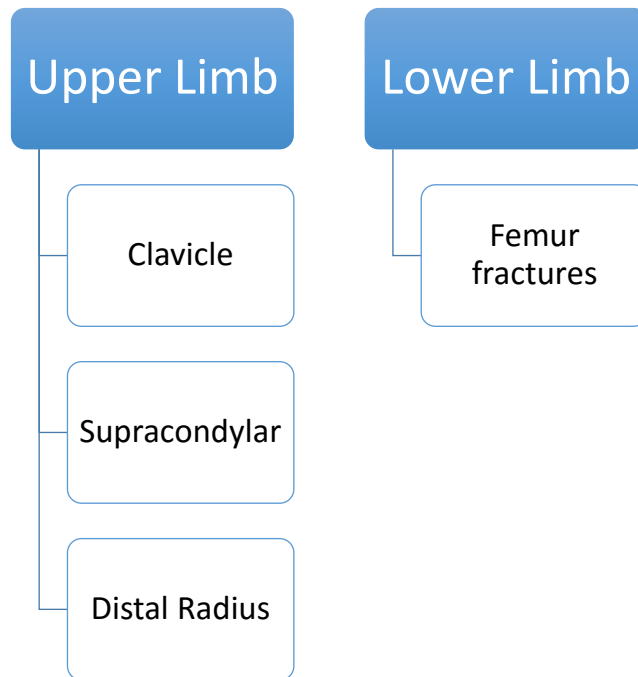 Upper Limb
Clavicle
Supracondylar
Distal Radius
Lower Limb
Femur
fractures